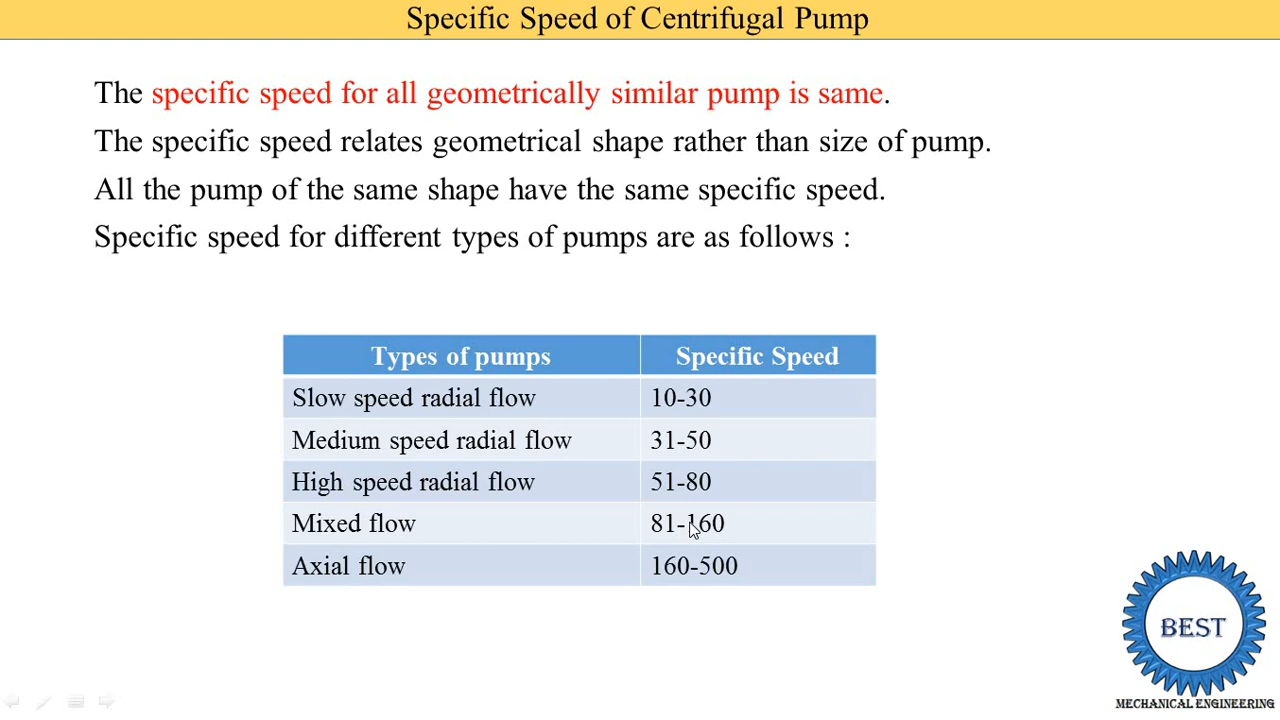 Specific Speed of Centrifugal Pump
The specific speed for all geometrically similar pump is same.
The specific speed relates geometrical shape rather than size of pump.
All the pump of the same shape have the same specific speed.
Specific speed for different types of pumps are as follows :
Types of pumps Specific Speed
Slow speed radial flow 10-30
Medium speed radial flow 31-50
High speed radial flow 51-80
Mixed flow 81-160
Axial flow 160-500
BEST
MECHANICAL ENGINEERING